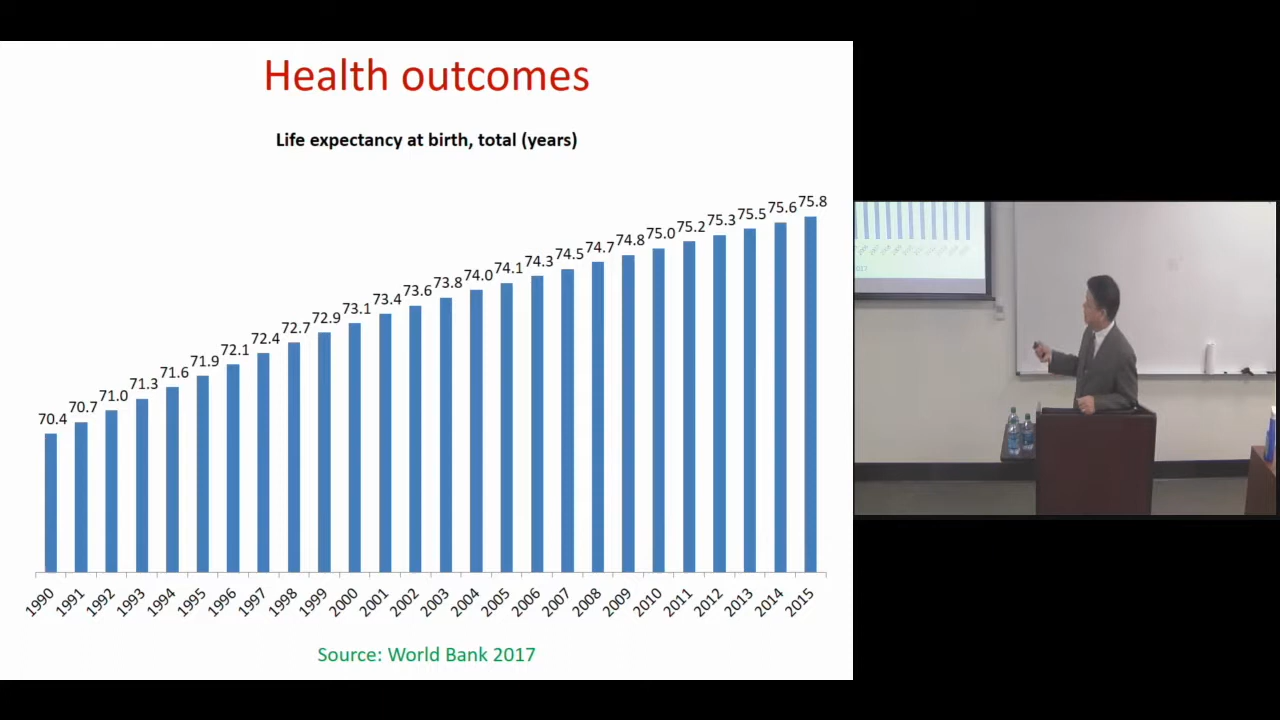 Health outcomes
Life expectancy at birth, total (years)
70.4 70.7 71.0 71.3 71.6 71.9 72.1 72.4 72.7 72.9 73.1 73.4 73.6 73.8 74.0 74.1 74.3 74.5 74.7 74.8 75.0 75.2 75.3 75.5 75.6 75.8
1990 1991 1992 1993 1994 1995 1996 1997 1998 1999 2000 2001 2002 2003 2004 2005 2006 2007 2008 2009 2010 2011 2012 2013 2014 2015
Source: World Bank 2017